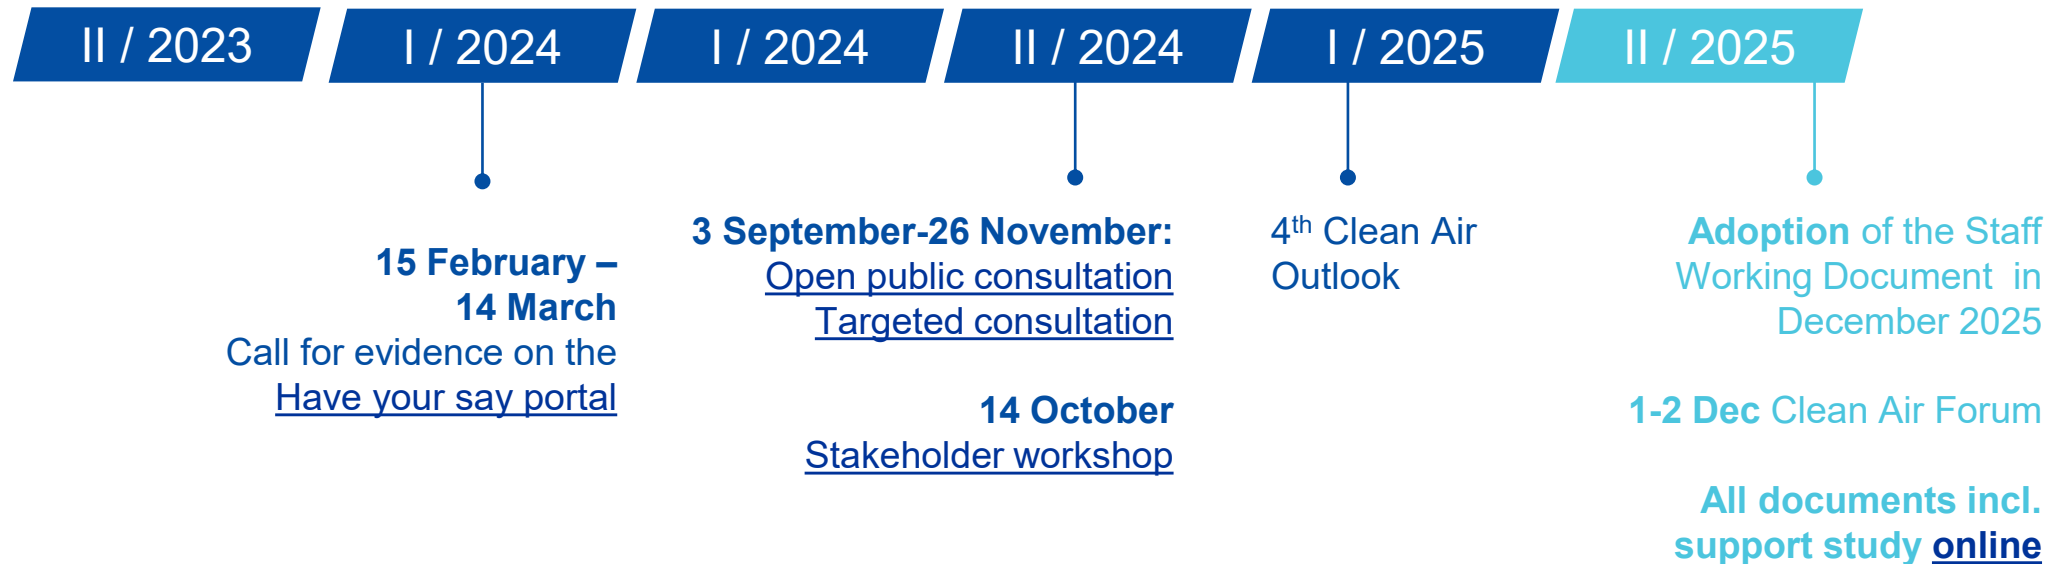 II / 2023
I / 2024
I / 2024
II / 2024
I / 2025
II / 2025
15 February –
14 March
Call for evidence on the
Have your say portal
3 September-26 November:
Open public consultation
Targeted consultation
14 October
Stakeholder workshop
4th Clean Air
Outlook
Adoption of the Staff
Working Document  in
December 2025
1-2 Dec Clean Air Forum
All documents incl.
support study online